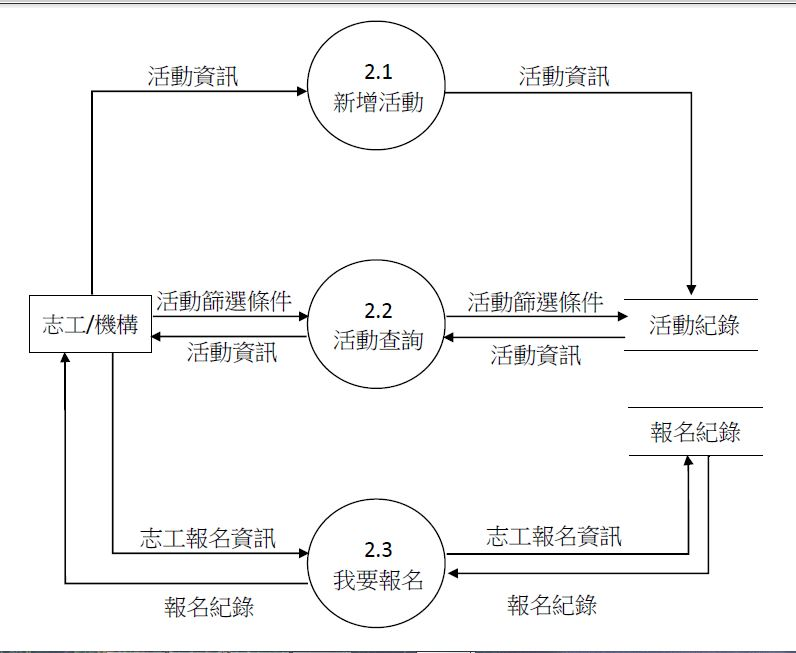 2.1
新增活動
活動資訊
活動資訊
活動篩選條件
活動篩選條件
2.2
活動查詢
志工/機構
活動紀錄
活動資訊
活動資訊
報名紀錄
志工報名資訊
志工報名資訊
2.3
我要報名
報名紀錄
報名紀錄